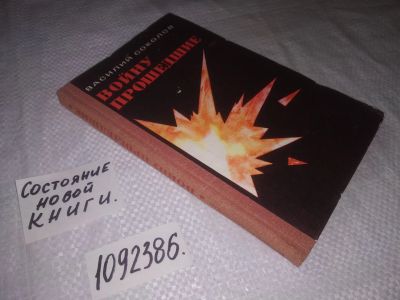 ВАСИЛИЙ СОКОЛОВ
ВОЙНУ
ПРОШЕДШИЕ
Состояние
новой
КНИГИ.
1092386.